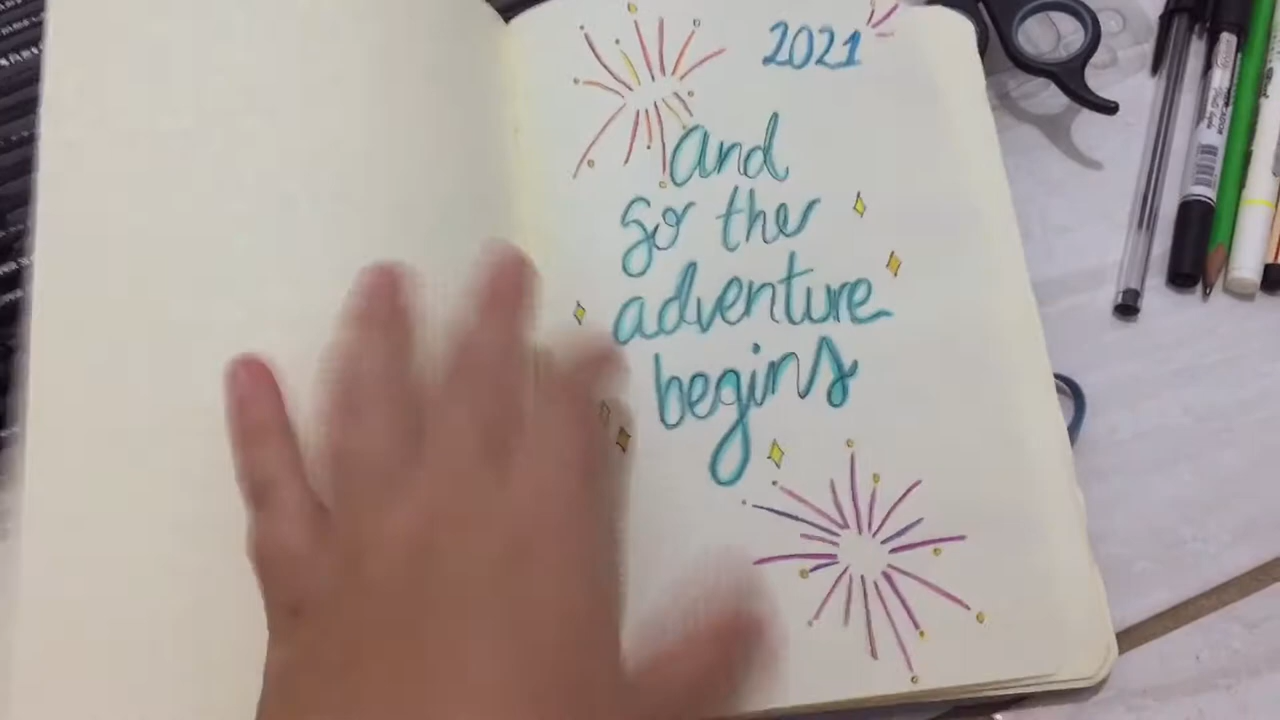 2021
and
so the
adventure
begins